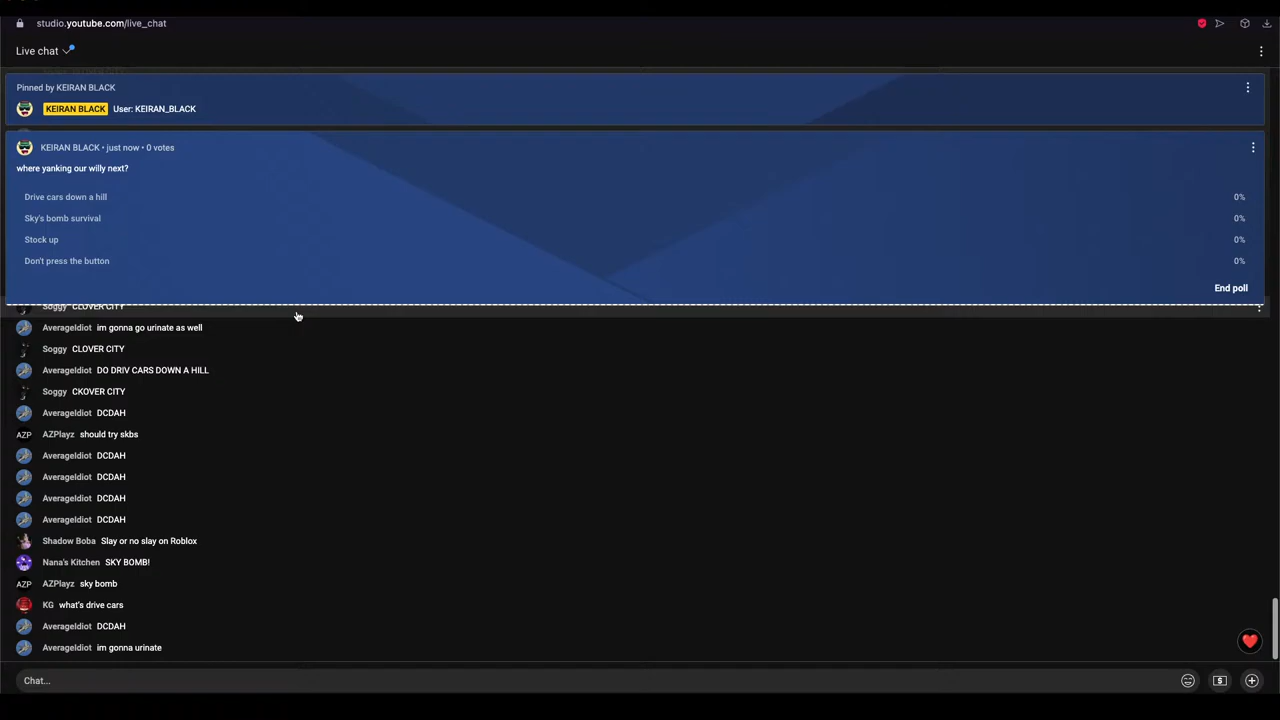 studio.youtube.com/live_chat
Live chat
Pinned by KEIRAN BLACK
KEIRAN BLACK User: KEIRAN_BLACK
KEIRAN BLACK • just now • 0 votes
where yanking our willy next?
Drive cars down a hill 0%
Sky's bomb survival 0%
Stock up 0%
Don't press the button 0%
End poll
Soggy CLOVER CITY
AverageIdiot im gonna go urinate as well
Soggy CLOVER CITY
AverageIdiot DO DRIV CARS DOWN A HILL
Soggy CKOVER CITY
AverageIdiot DCDAH
AZP AZPlayz should try skbs
AverageIdiot DCDAH
AverageIdiot DCDAH
AverageIdiot DCDAH
AverageIdiot DCDAH
Shadow Boba Slay or no slay on Roblox
Nana's Kitchen SKY BOMB!
AZP AZPlayz sky bomb
KG what's drive cars
AverageIdiot DCDAH
AverageIdiot im gonna urinate
Chat...